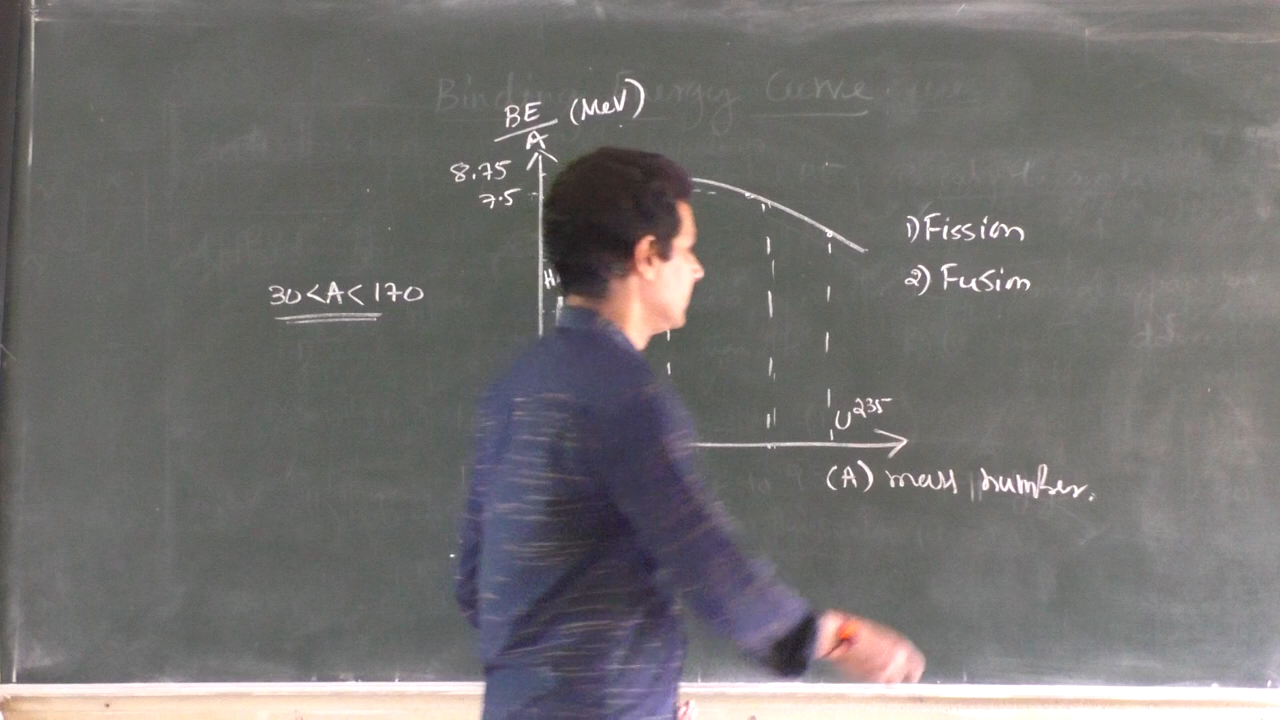 Binding Energy Curve
BE (MeV)
A
8.75
7.5
1) Fission
H
2) Fusion
30<A<170
U²³⁵
(A) mass number.